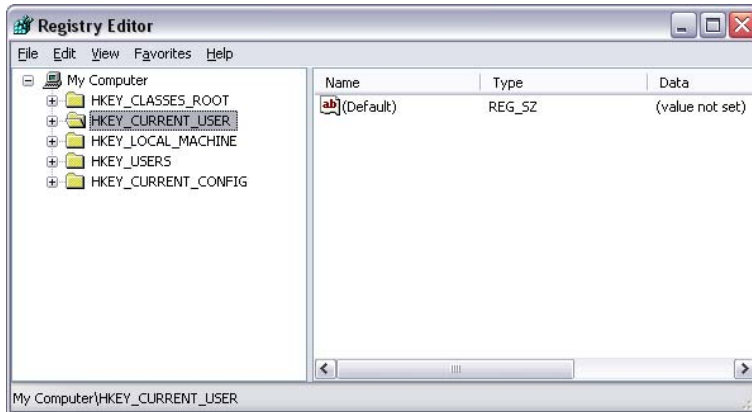 Registry Editor
File Edit View Favorites Help
My Computer
HKEY_CLASSES_ROOT
HKEY_CURRENT_USER
HKEY_LOCAL_MACHINE
HKEY_USERS
HKEY_CURRENT_CONFIG
Name Type Data
ab (Default) REG_SZ (value not set)
My Computer\HKEY_CURRENT_USER